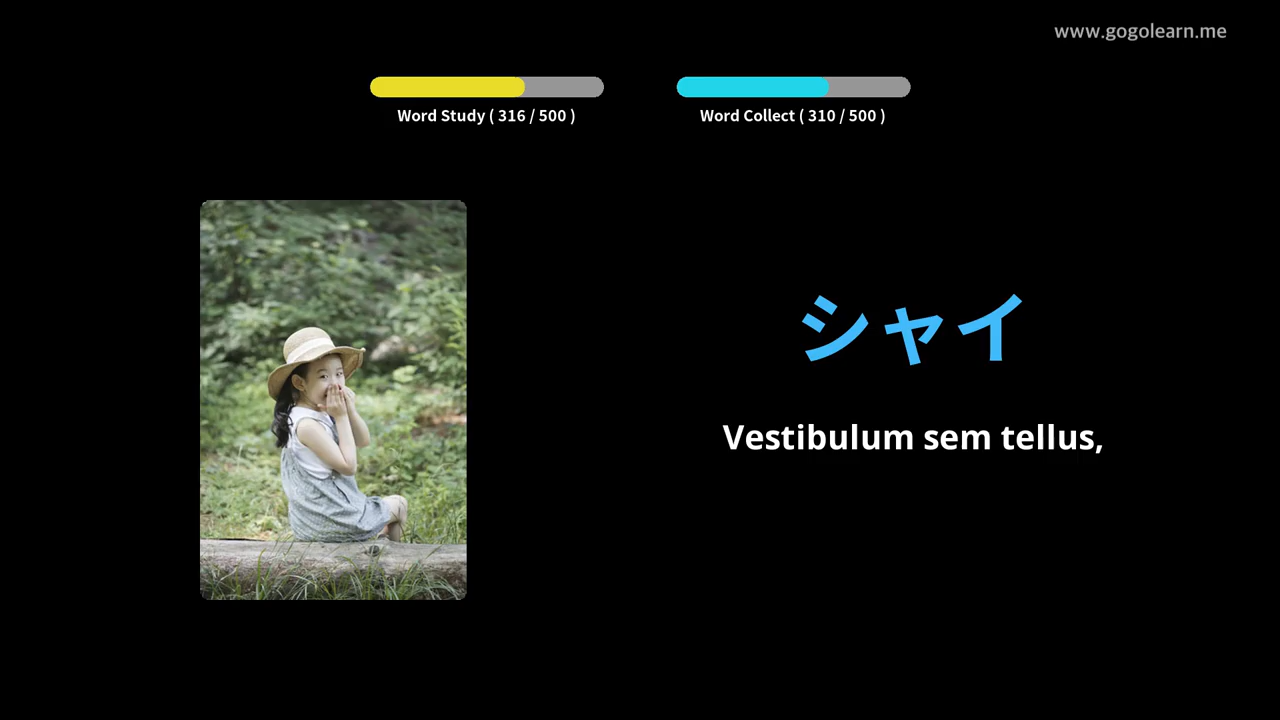 www.gogolearn.me
Word Study ( 316 / 500 )
Word Collect ( 310 / 500 )
シャイ
Vestibulum sem tellus,